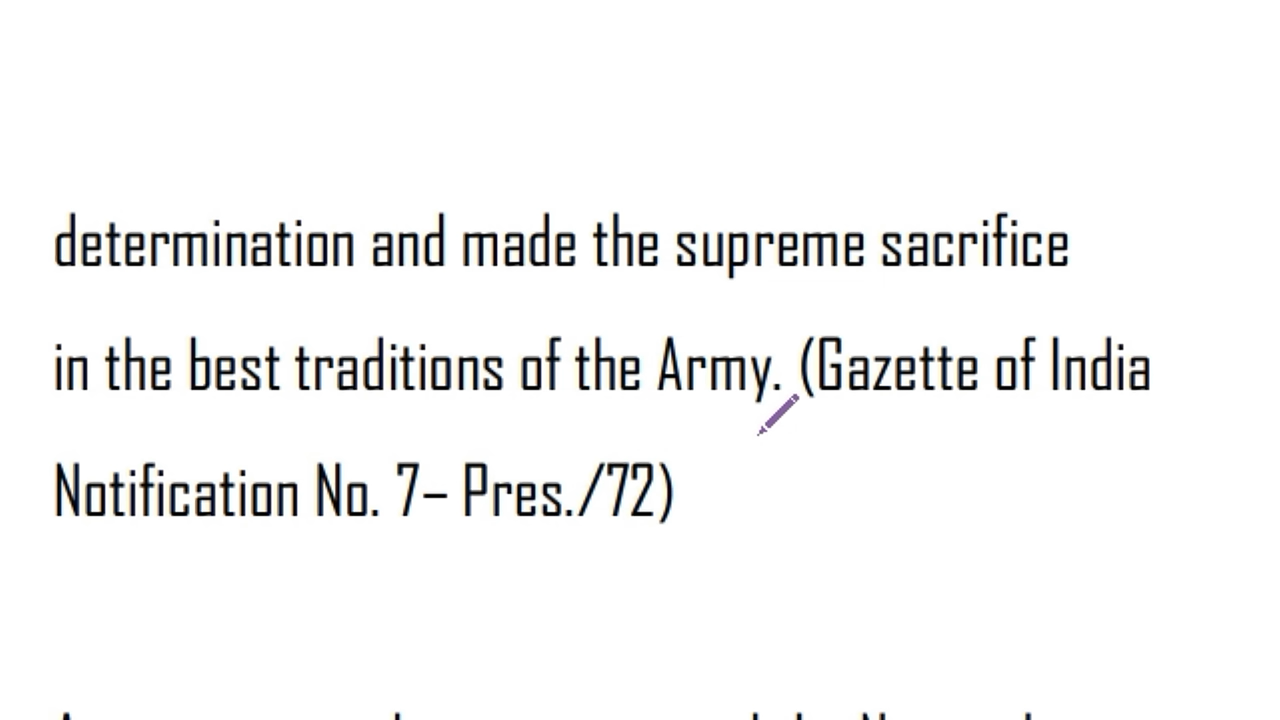 determination and made the supreme sacrifice
in the best traditions of the Army. (Gazette of India
Notification No. 7– Pres./72)